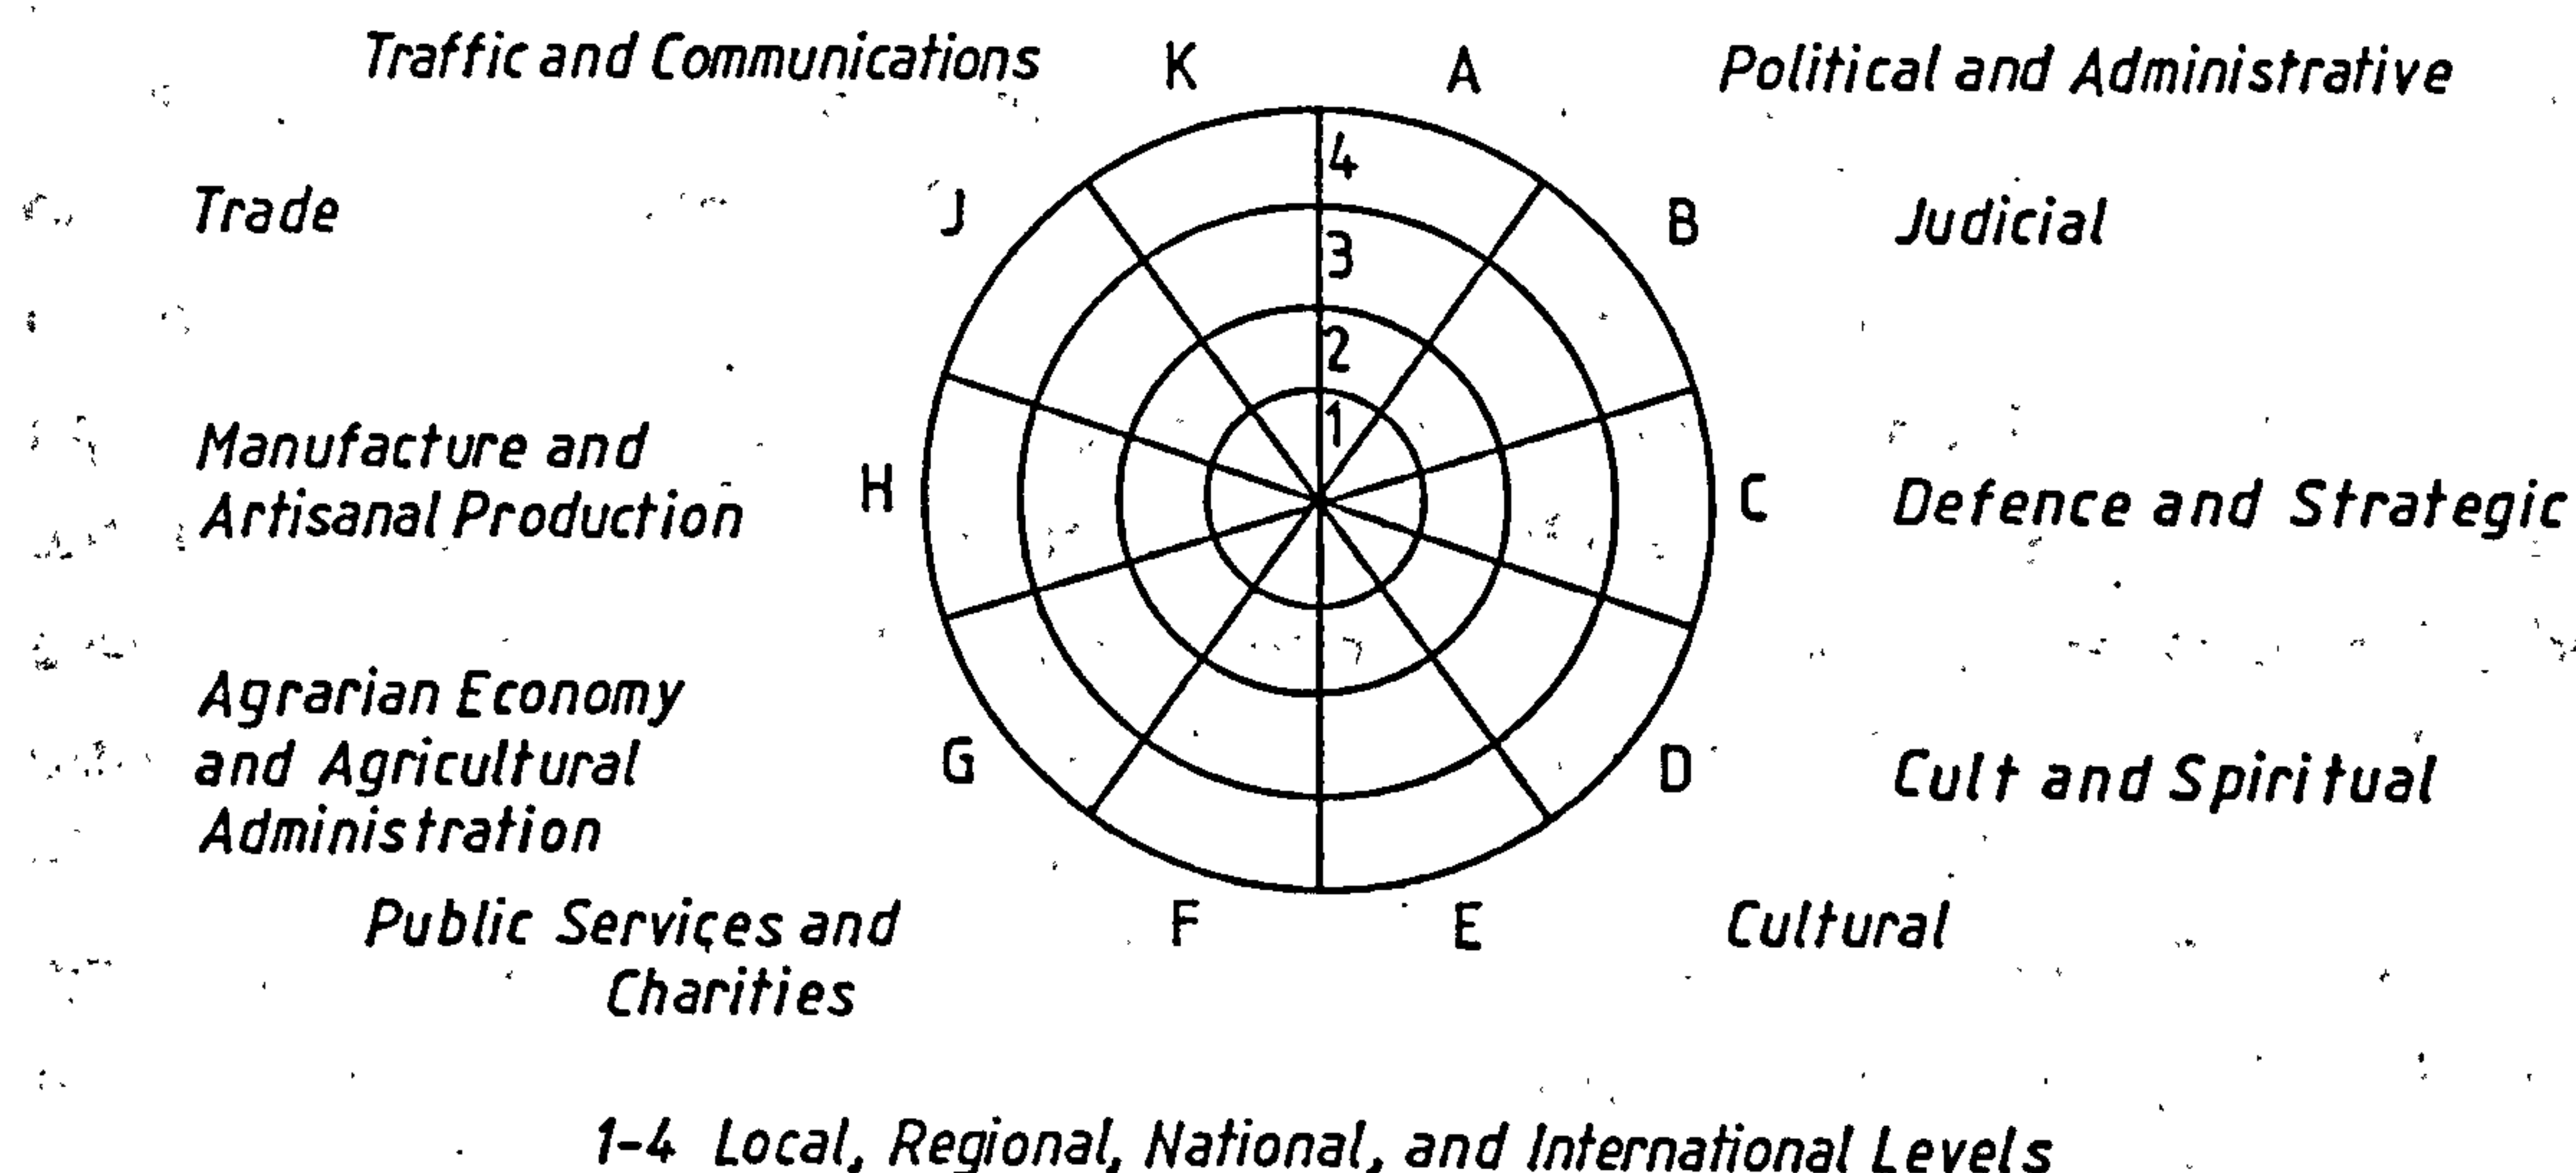 Traffic and Communications K A Political and Administrative
4
Trade J B Judicial
3
2
1
Manufacture and
Artisanal Production H C Defence and Strategic
Agrarian Economy
and Agricultural G D Cult and Spiritual
Administration
Public Services and F E Cultural
Charities
1-4 Local, Regional, National, and International Levels